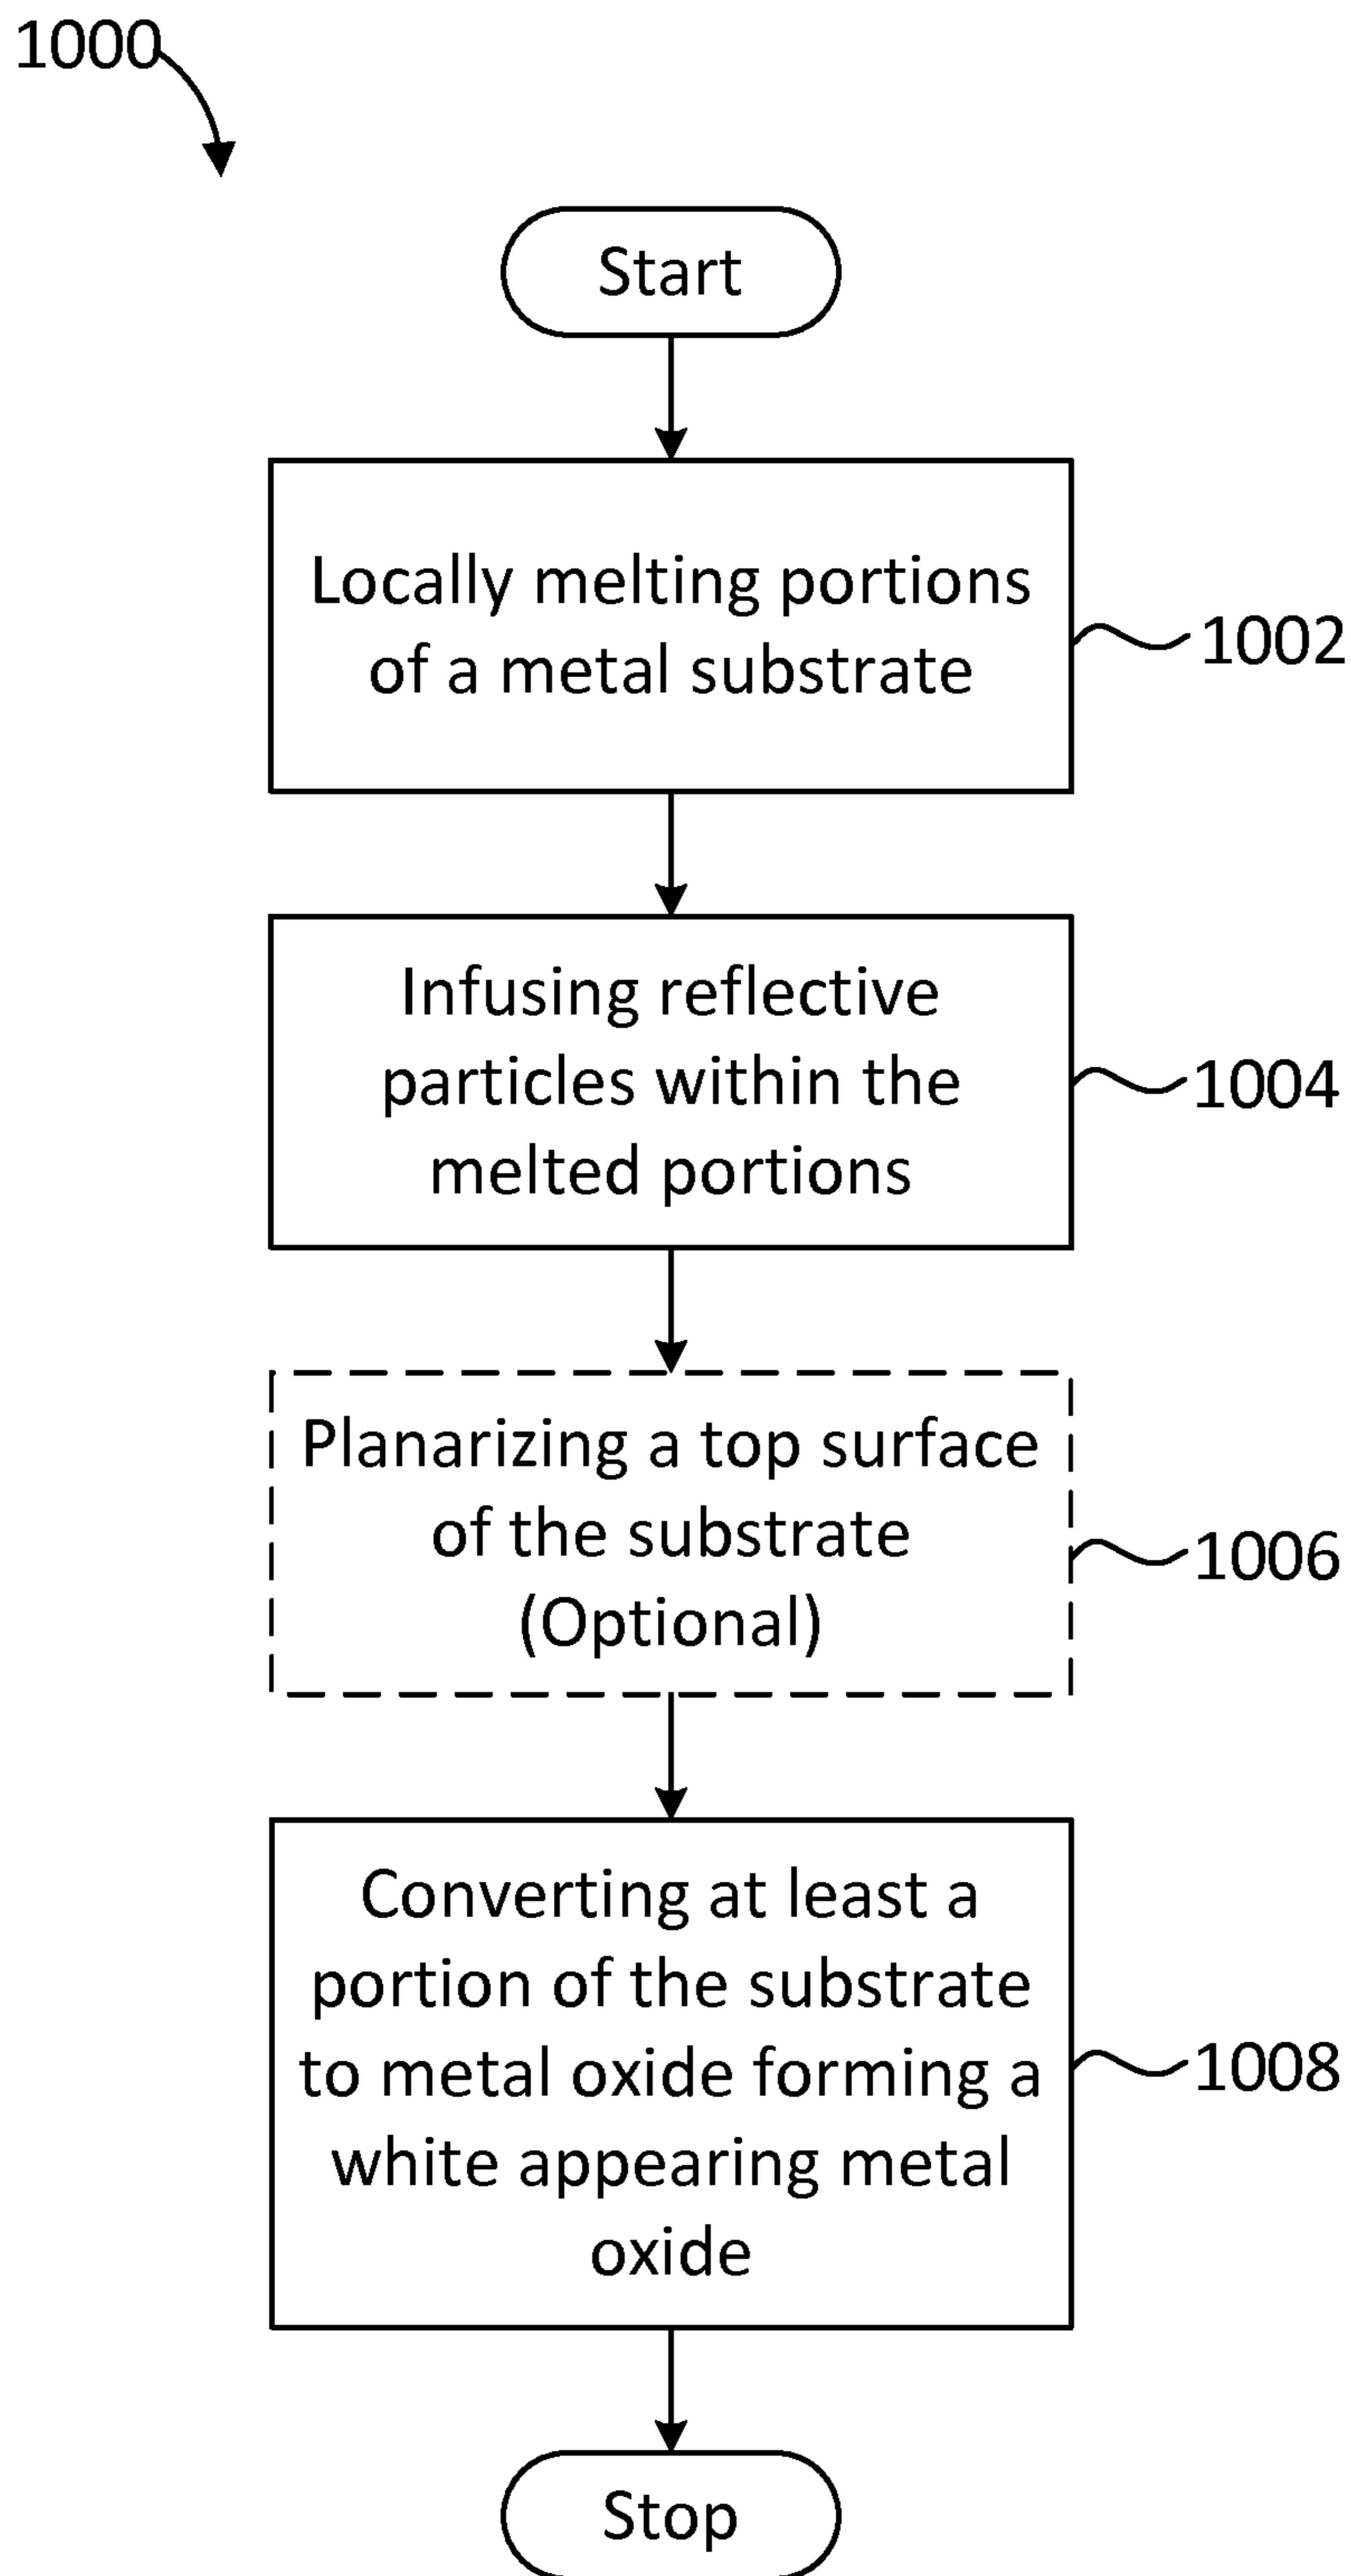 1000
Start
Locally melting portions
of a metal substrate
1002
Infusing reflective
particles within the
melted portions
1004
Planarizing a top surface
of the substrate
(Optional)
1006
Converting at least a
portion of the substrate
to metal oxide forming a
white appearing metal
oxide
1008
Stop